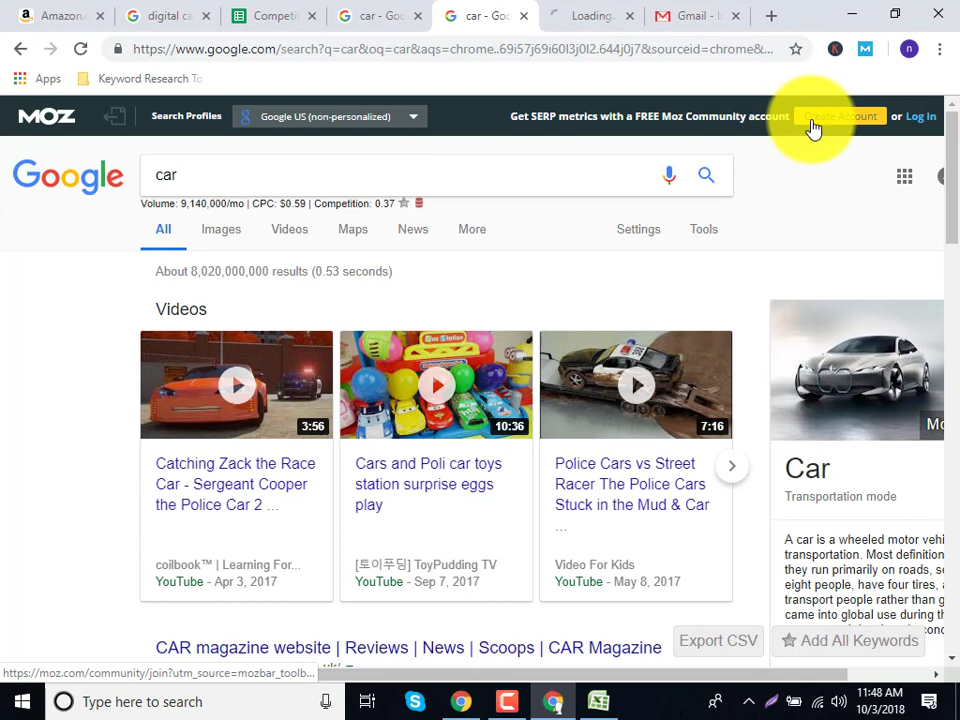 Amazon.
digital ca
Competit
car - Goo
car - Goo
Loading.
Gmail - I
https://www.google.com/search?q=car&oq=car&aqs=chrome..69i57j69i60l3j0l2.644j0j7&sourceid=chrome&...
K
M
n
Apps
Keyword Research To
MOZ
Search Profiles
Google US (non-personalized)
Get SERP metrics with a FREE Moz Community account
Create Account
or Log in
Google
car
Volume: 9,140,000/mo | CPC: $0.59 | Competition: 0.37
All
Images
Videos
Maps
News
More
Settings
Tools
About 8,020,000,000 results (0.53 seconds)
Videos
3:56
10:36
7:16
Catching Zack the Race
Car - Sergeant Cooper
the Police Car 2 ...
Cars and Poli car toys
station surprise eggs
play
Police Cars vs Street
Racer The Police Cars
Stuck in the Mud & Car
...
coilbook™ | Learning For...
YouTube - Apr 3, 2017
[토이푸딩] ToyPudding TV
YouTube - Sep 7, 2017
Video For Kids
YouTube - May 8, 2017
Mo
Car
Transportation mode
A car is a wheeled motor vehi
transportation. Most definition
they run primarily on roads, se
eight people, have four tires, a
transport people rather than g
came into global use during th
CAR magazine website | Reviews | News | Scoops | CAR Magazine
Export CSV
Add All Keywords
https://moz.com/community/join?utm_source=mozbar_toolb...
Type here to search
11:48 AM
10/3/2018